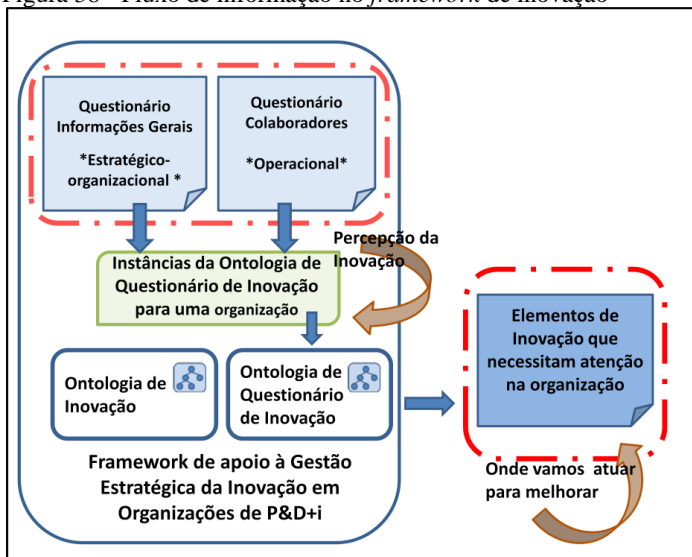 Figura - Fluxo de informação no framework de
Questionário
Informações Gerais
*Estratégico-
organizacional *
Questionário
Colaboradores
*Operacional*
Percepção da
Inovação
Instâncias da Ontologia de
Questionário de Inovação
para uma organização
Elementos de
Inovação que
necessitam atenção
na organização
Ontologia de
Inovação
Ontologia de
Questionário
de Inovação
Framework de apoio à Gestão
Estratégica da Inovação em
Organizações de P&D+i
Onde vamos atuar
para melhorar